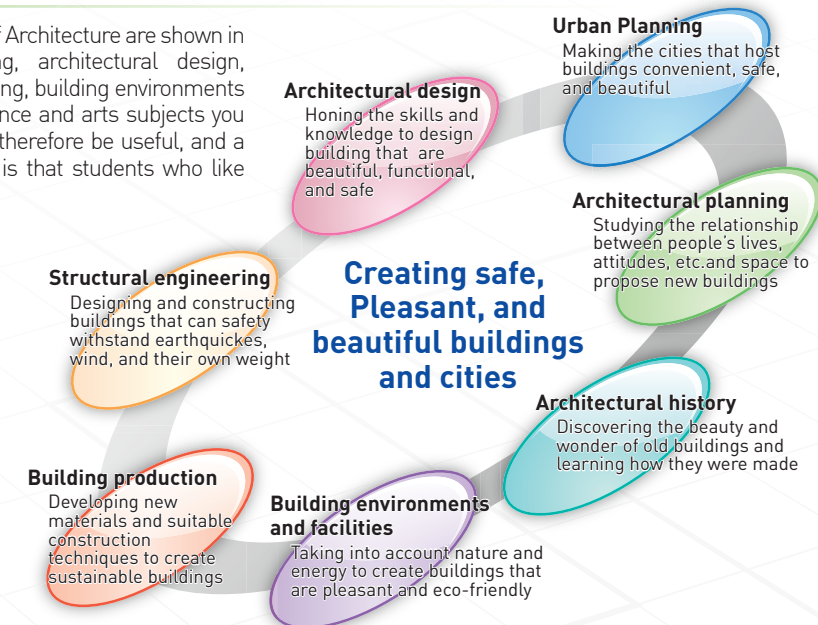 f Architecture are shown in
ng, architectural design,
ng, building environments
nce and arts subjects you
therefore be useful, and a
is that students who like
Urban Planning
Making the cities that host
buildings convenient, safe,
and beautiful
Architectural design
Honing the skills and
knowledge to design
building that are
beautiful, functional,
and safe
Architectural planning
Studying the relationship
between people's lives,
attitudes, etc.and space to
propose new buildings
Structural engineering
Designing and constructing
buildings that can safety
withstand earthquickes,
wind, and their own weight
Creating safe,
Pleasant, and
beautiful buildings
and cities
Architectural history
Discovering the beauty and
wonder of old buildings and
learning how they were made
Building production
Developing new
materials and suitable
construction
techniques to create
sustainable buildings
Building environments
and facilities
Taking into account nature and
energy to create buildings that
are pleasant and eco-friendly